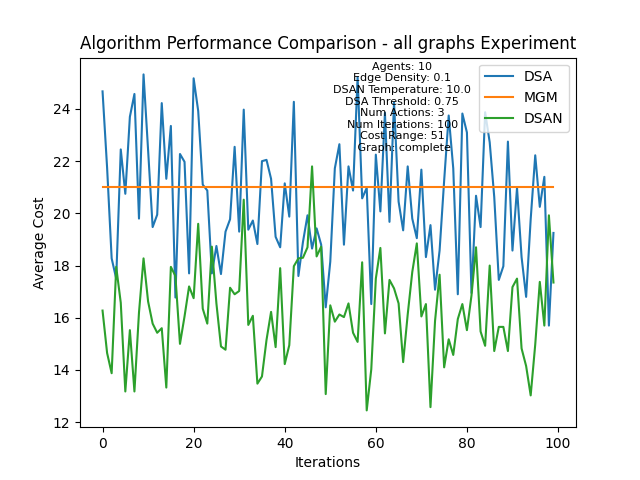 Algorithm Performance Comparison - all graphs Experiment
Agents: 10
Edge Density: 0.1
DSAN Temperature: 10.0
DSA Threshold: 0.75
Num Actions: 3
Num Iterations: 100
Cost Range: 51
Graph: complete
DSA
MGM
DSAN
Average Cost
24
22
20
18
16
14
12
0
20
40
60
80
100
Iterations